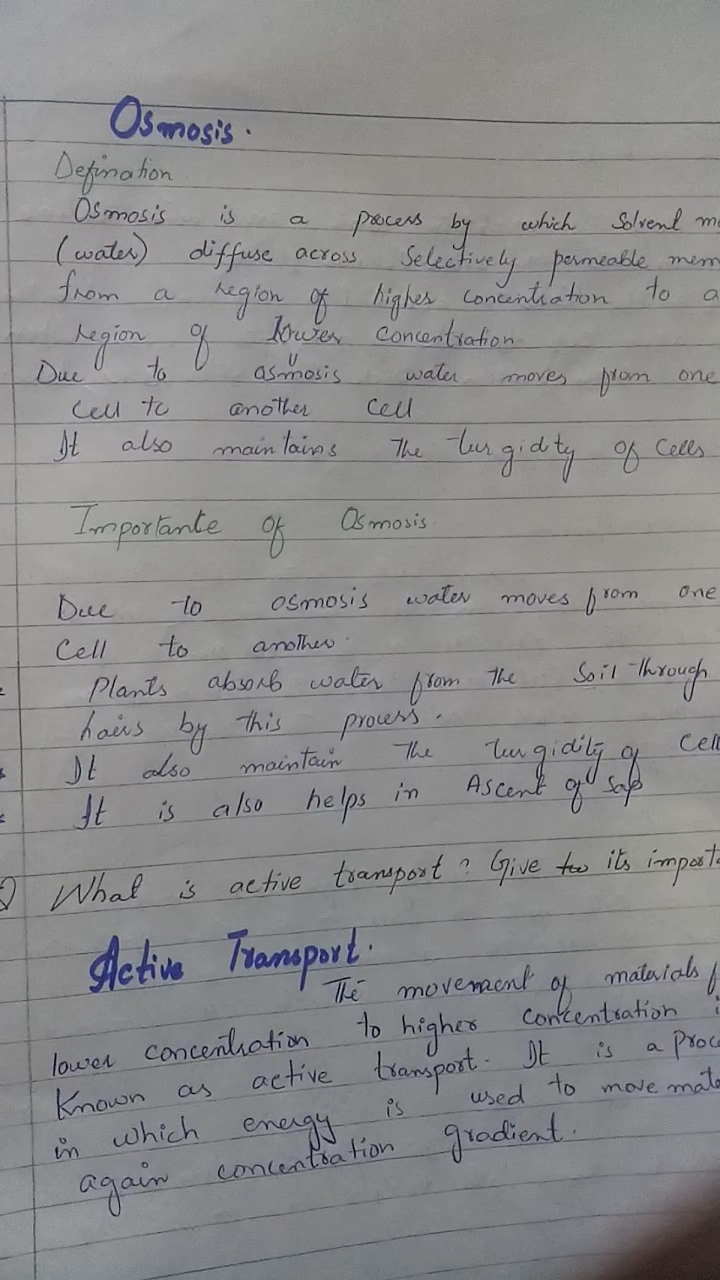 Osmosis.
Defination
Osmosis is a process by which Solvent m
(water) diffuse across Selectively permeable mem
from a region of higher concentration to a
region of lower concentration
Due to osmosis water moves from one
Cell to another Cell
It also maintains The turgidity of Cells
Importante of Osmosis
Due to osmosis water moves from one
Cell to another.
Plants absorb water from the Soil through
hairs by this process.
It also maintain the turgidity of Cell
It is also helps in Ascent of Sap
What is active transport? Give to its import
Active Transport.
The movement of materials f
lower concentration to higher concentration i
Known as active transport. It is a proc
in which energy is used to move mate
again concentration gradient.